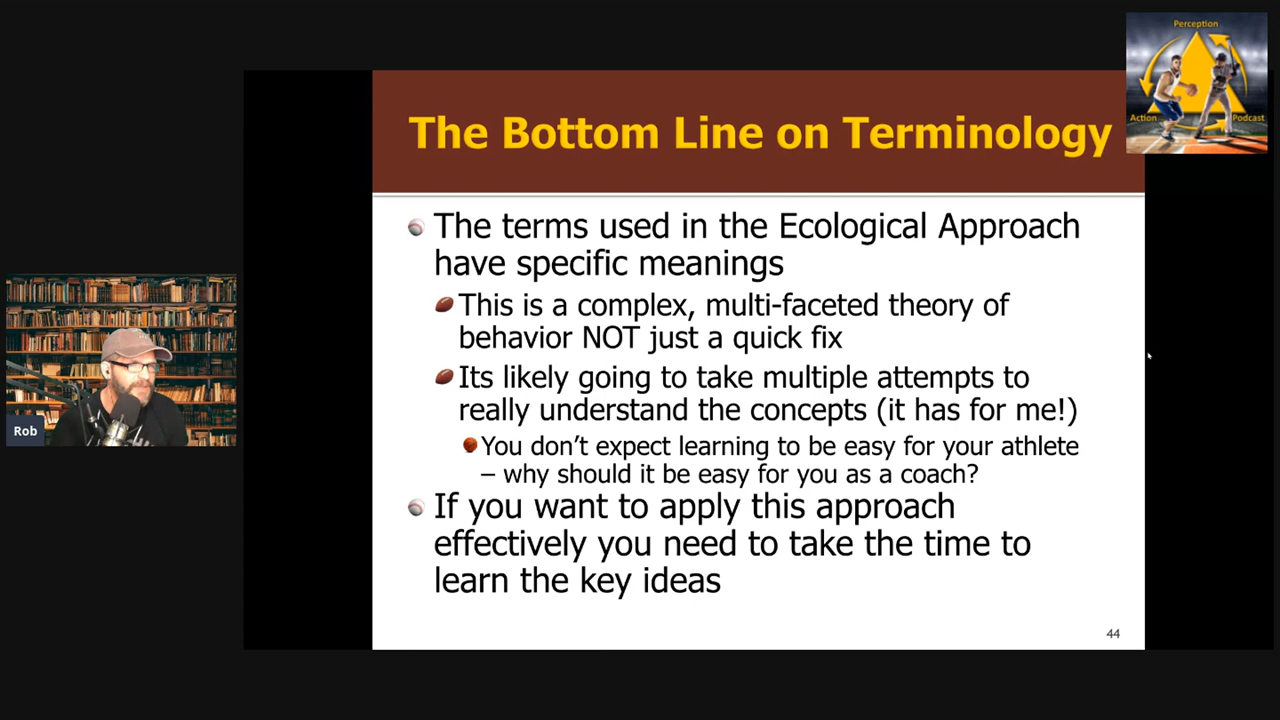 Perception
Action
Podcast
The Bottom Line on Terminology
The terms used in the Ecological Approach
have specific meanings
This is a complex, multi-faceted theory of
behavior NOT just a quick fix
Its likely going to take multiple attempts to
really understand the concepts (it has for me!)
You don't expect learning to be easy for your athlete
– why should it be easy for you as a coach?
If you want to apply this approach
effectively you need to take the time to
learn the key ideas
44
Rob